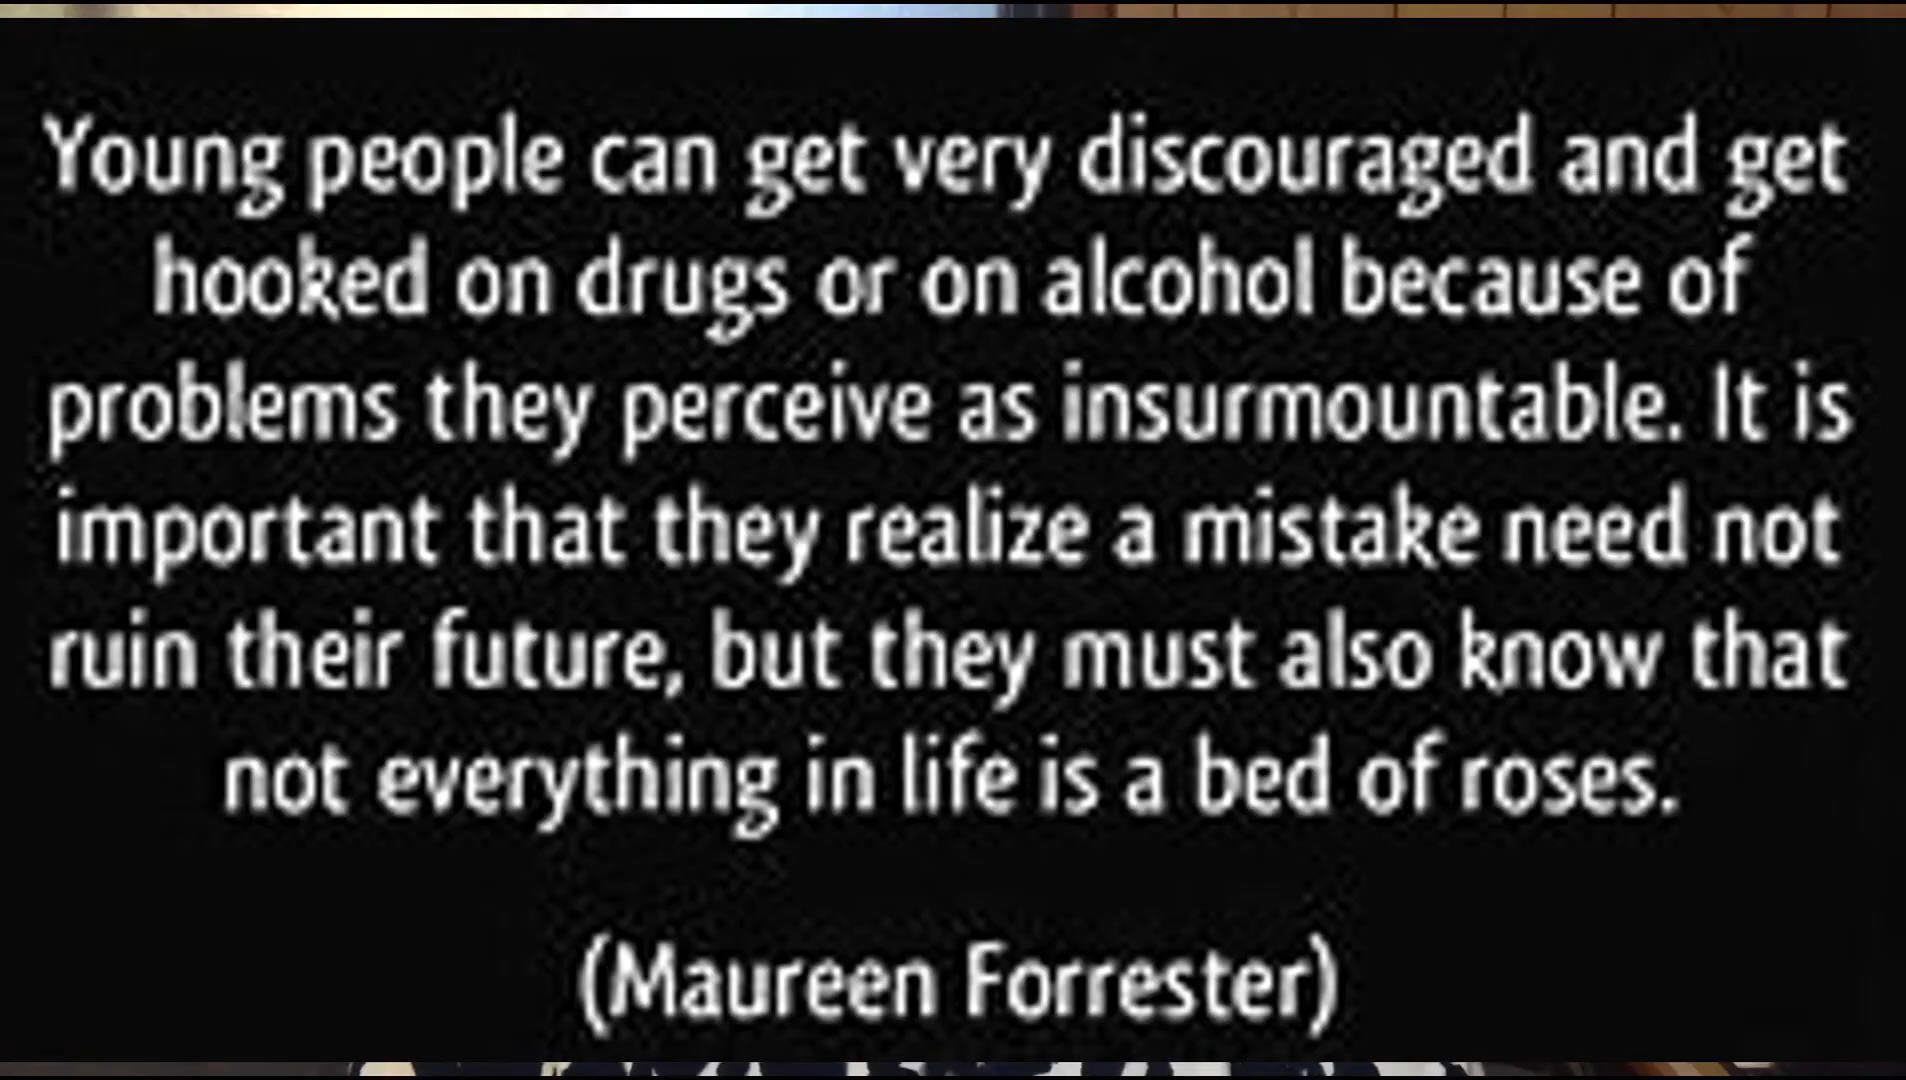 Young people can get very discouraged and get
hooked on drugs or on alcohol because of
problems they perceive as insurmountable. It is
important that they realize a mistake need not
ruin their future, but they must also know that
not everything in life is a bed of roses.
(Maureen Forrester)